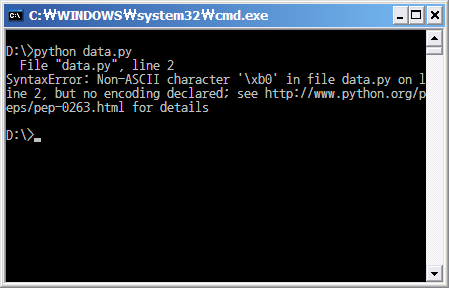 C:₩WINDOWS₩system32₩cmd.exe
D:\>python data.py
  File "data.py", line 2
SyntaxError: Non-ASCII character '\xb0' in file data.py on l
ine 2, but no encoding declared; see http://www.python.org/p
eps/pep-0263.html for details
D:\>_